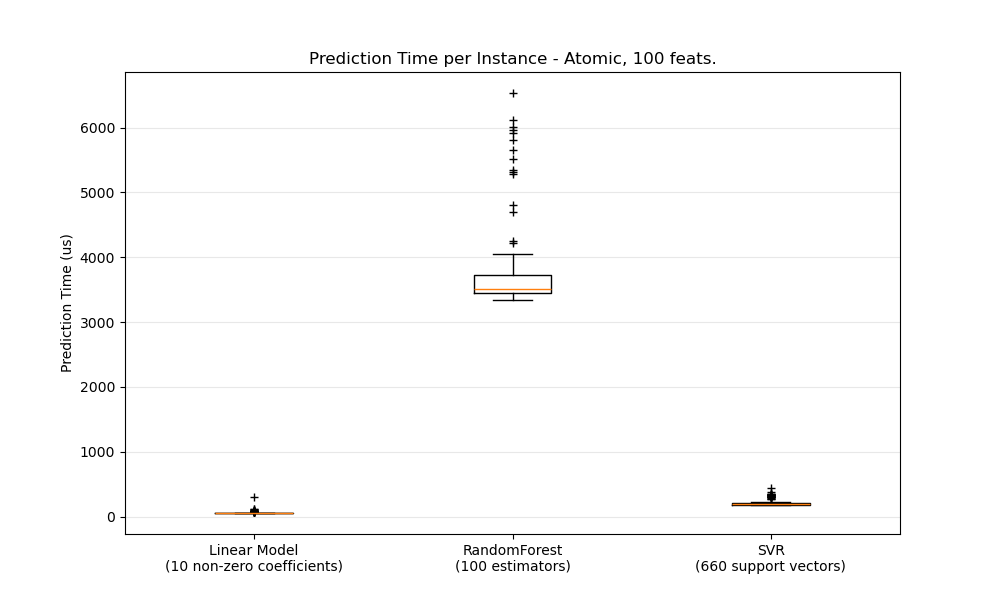 Prediction Time per Instance - Atomic, 100 feats.
Prediction Time (us)
6000
5000
4000
3000
2000
1000
0
Linear Model
(10 non-zero coefficients)
RandomForest
(100 estimators)
SVR
(660 support vectors)